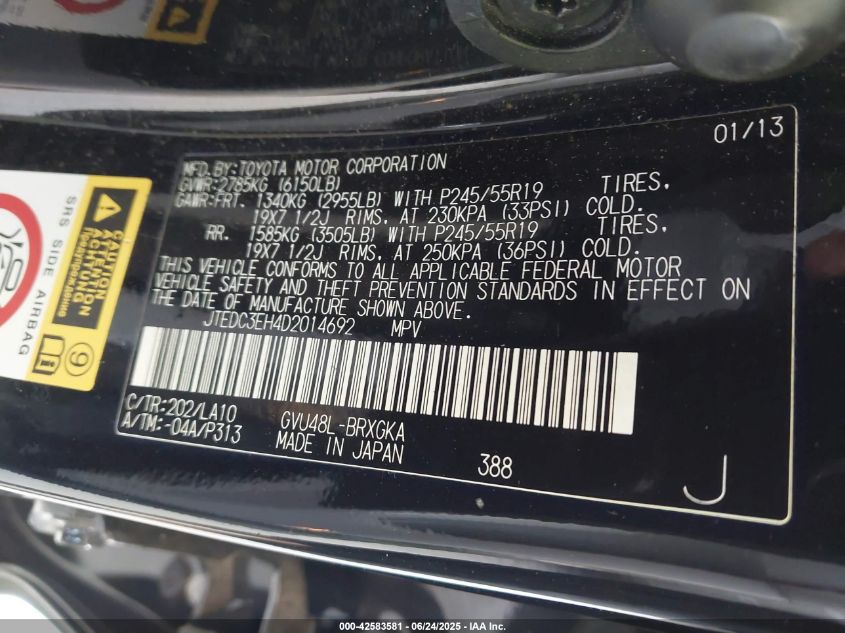 01/13
MFD.BY:TOYOTA MOTOR CORPORATION
GVWR:2785KG (6150LB)
GAWR:FRT. 1340KG (2955LB) WITH P245/55R19 TIRES,
19X7 1/2J RIMS, AT 230KPA (33PSI) COLD.
RR. 1585KG (3505LB) WITH P245/55R19 TIRES,
19X7 1/2J RIMS, AT 250KPA (36PSI) COLD.
THIS VEHICLE CONFORMS TO ALL APPLICABLE FEDERAL MOTOR
VEHICLE SAFETY AND THEFT PREVENTION STANDARDS IN EFFECT ON
THE DATE OF MANUFACTURE SHOWN ABOVE.
JTEDC3EH4D2014692 MPV
C/TR:202/LA10 GVU48L-BRXGKA
A/TM:-04A/P313 MADE IN JAPAN
388
J
SRS SIDE AIRBAG
CAUTION
ATTENTION
ACHTUNG
Предупреждение
000-42583581 - 06/24/2025 - IAA Inc.